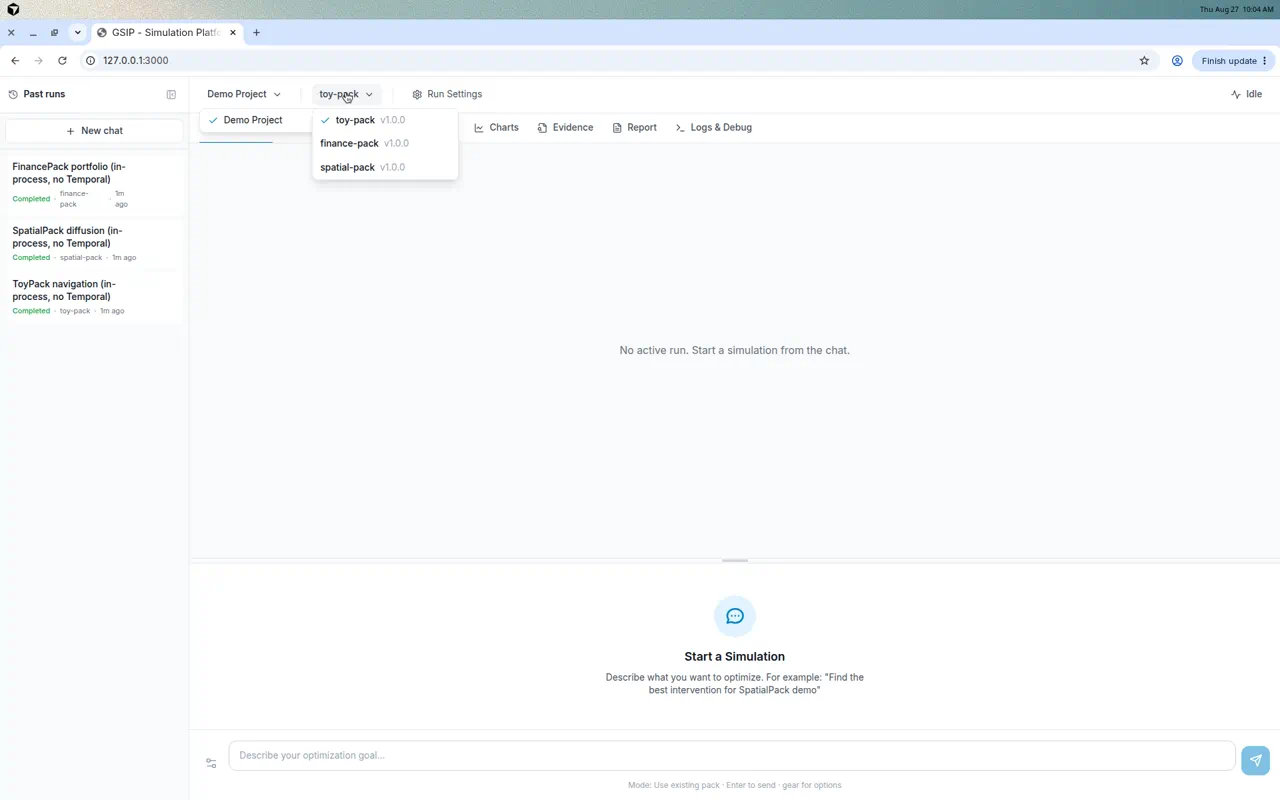 Thu Aug 27 10:04 AM
GSIP - Simulation Platfo
127.0.0.1:3000
Finish update
Past runs
Demo Project
toy-pack
Run Settings
Idle
New chat
Demo Project
toy-pack v1.0.0
finance-pack v1.0.0
spatial-pack v1.0.0
Charts
Evidence
Report
Logs & Debug
FinancePack portfolio (in-
process, no Temporal)
Completed · finance-
pack · 1m
ago
SpatialPack diffusion (in-
process, no Temporal)
Completed · spatial-pack · 1m ago
ToyPack navigation (in-
process, no Temporal)
Completed · toy-pack · 1m ago
No active run. Start a simulation from the chat.
Start a Simulation
Describe what you want to optimize. For example: "Find the
best intervention for SpatialPack demo"
Describe your optimization goal...
Mode: Use existing pack · Enter to send · gear for options